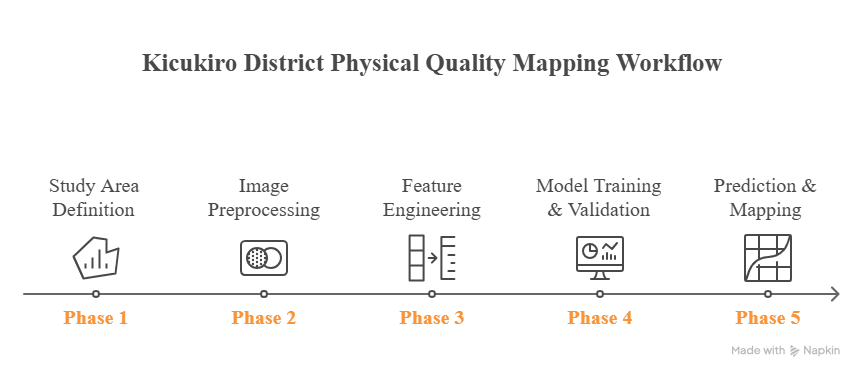 Kicukiro District Physical Quality Mapping Workflow
Study Area
Definition
Image
Preprocessing
Feature
Engineering
Model Training
& Validation
Prediction &
Mapping
Phase 1
Phase 2
Phase 3
Phase 4
Phase 5
Made with Napkin